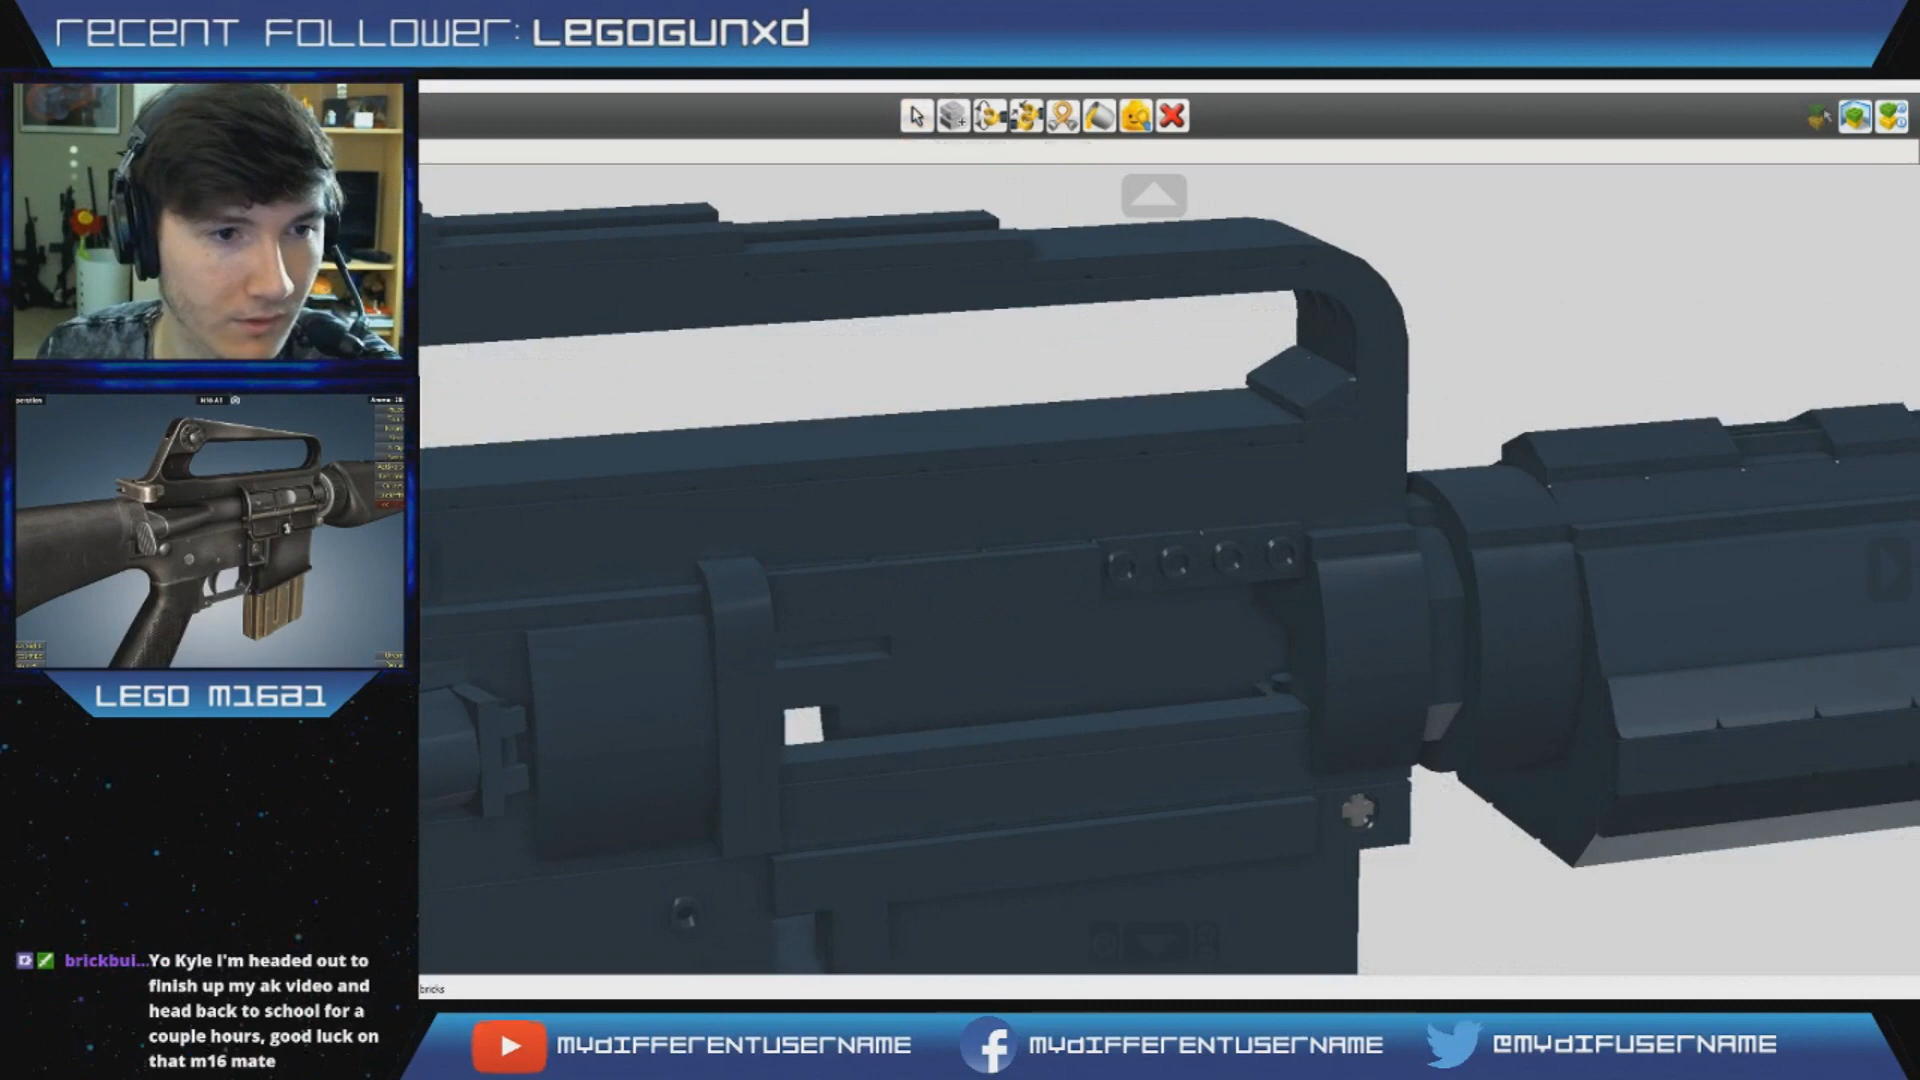 RECENT FOLLOWER: LEGOGUNXD
M16A1
LEGO M16A1
brickbui...Yo Kyle I'm headed out to
finish up my ak video and
head back to school for a
couple hours, good luck on
that m16 mate
bricks
MYDIFFERENTUSERNAME
MYDIFFERENTUSERNAME
@MYDIFUSERNAME